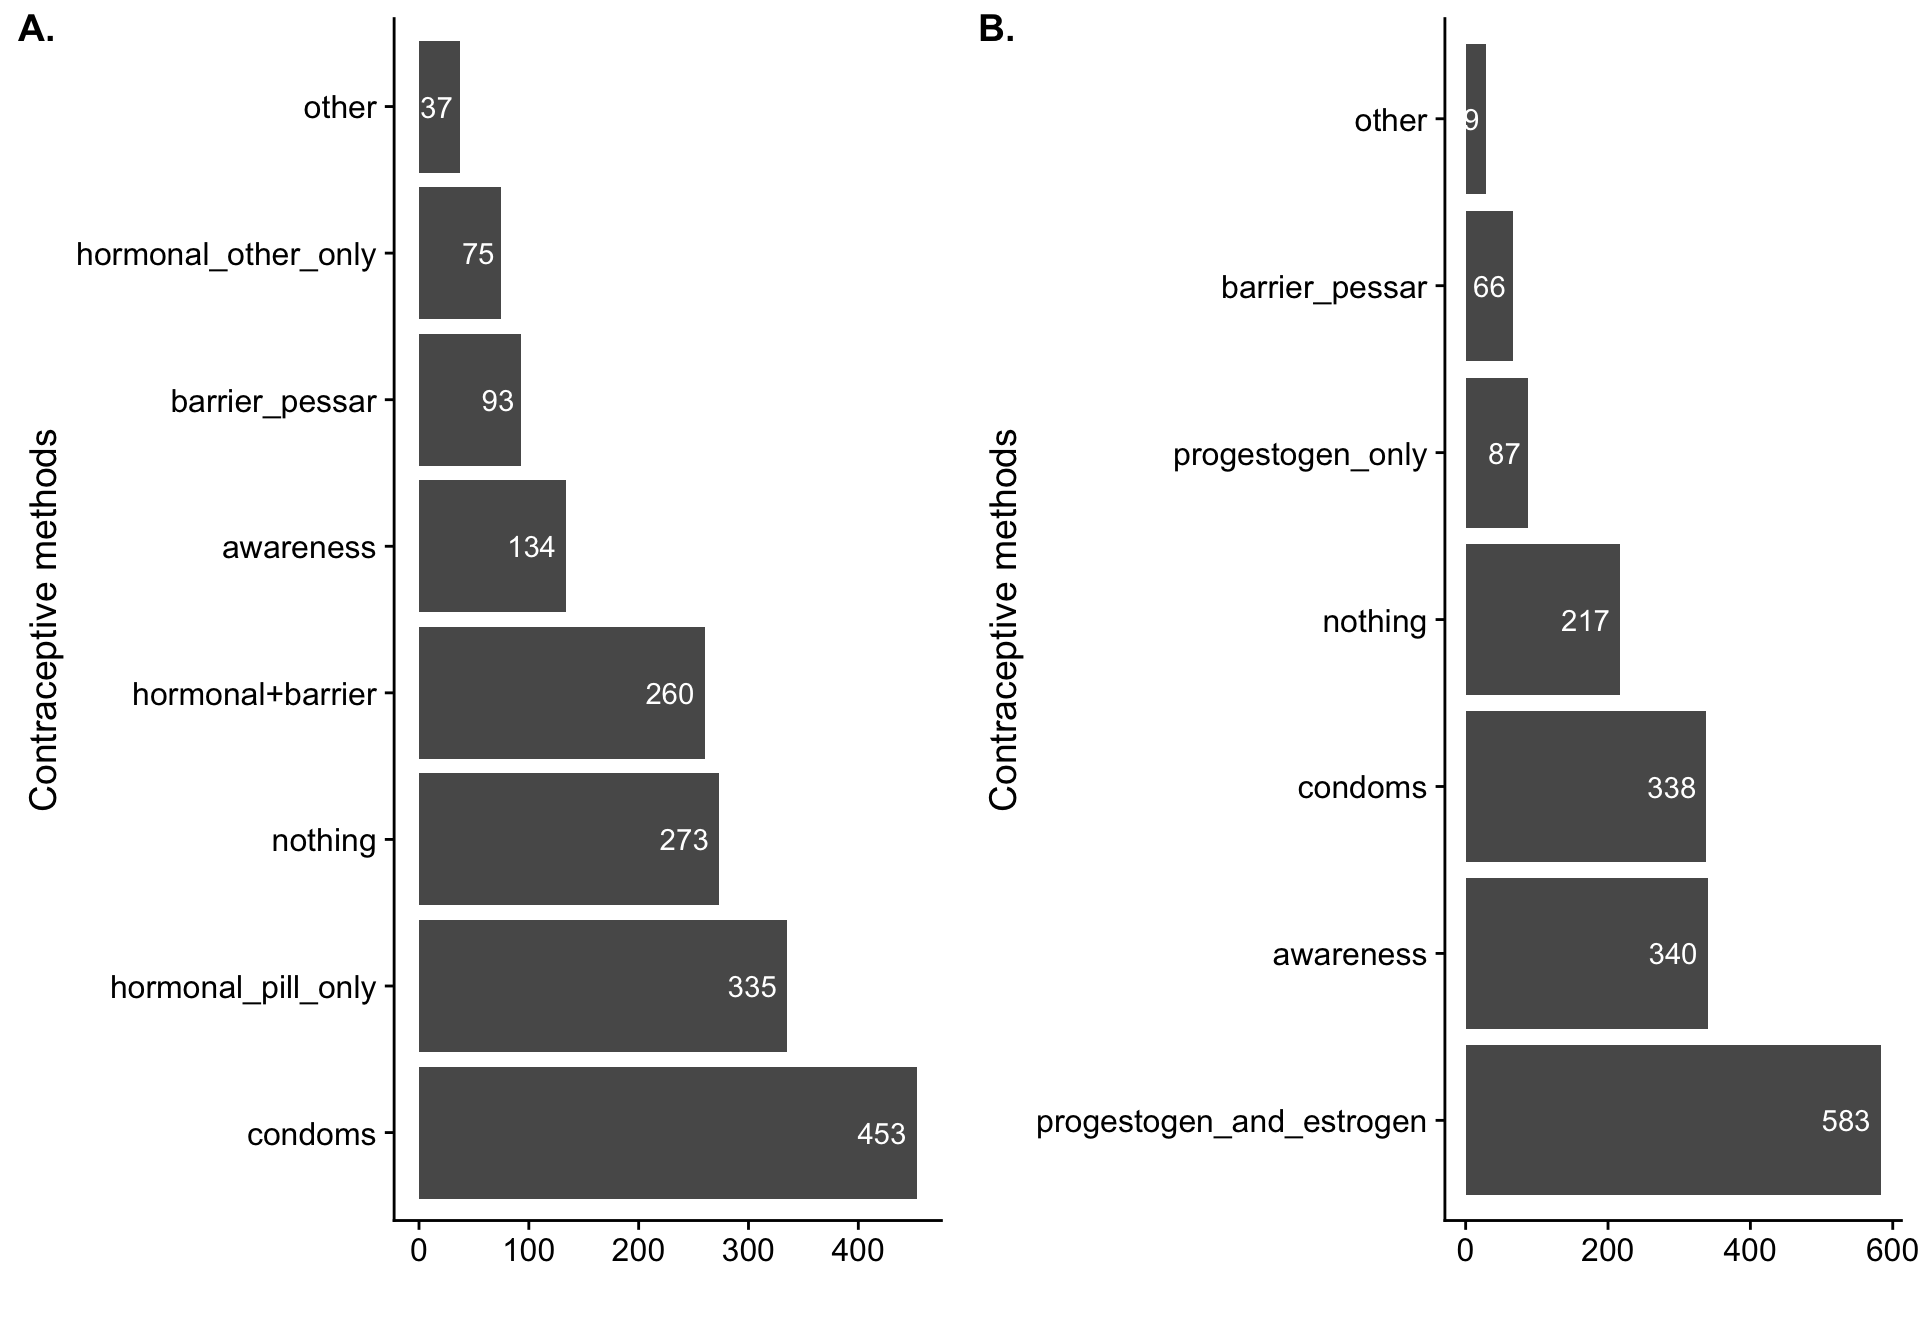 A.
Contraceptive methods
other
37
hormonal_other_only
75
barrier_pessar
93
awareness
134
hormonal+barrier
260
nothing
273
hormonal_pill_only
335
condoms
453
0 100 200 300 400
B.
Contraceptive methods
other
9
barrier_pessar
66
progestogen_only
87
nothing
217
condoms
338
awareness
340
progestogen_and_estrogen
583
0 200 400 600